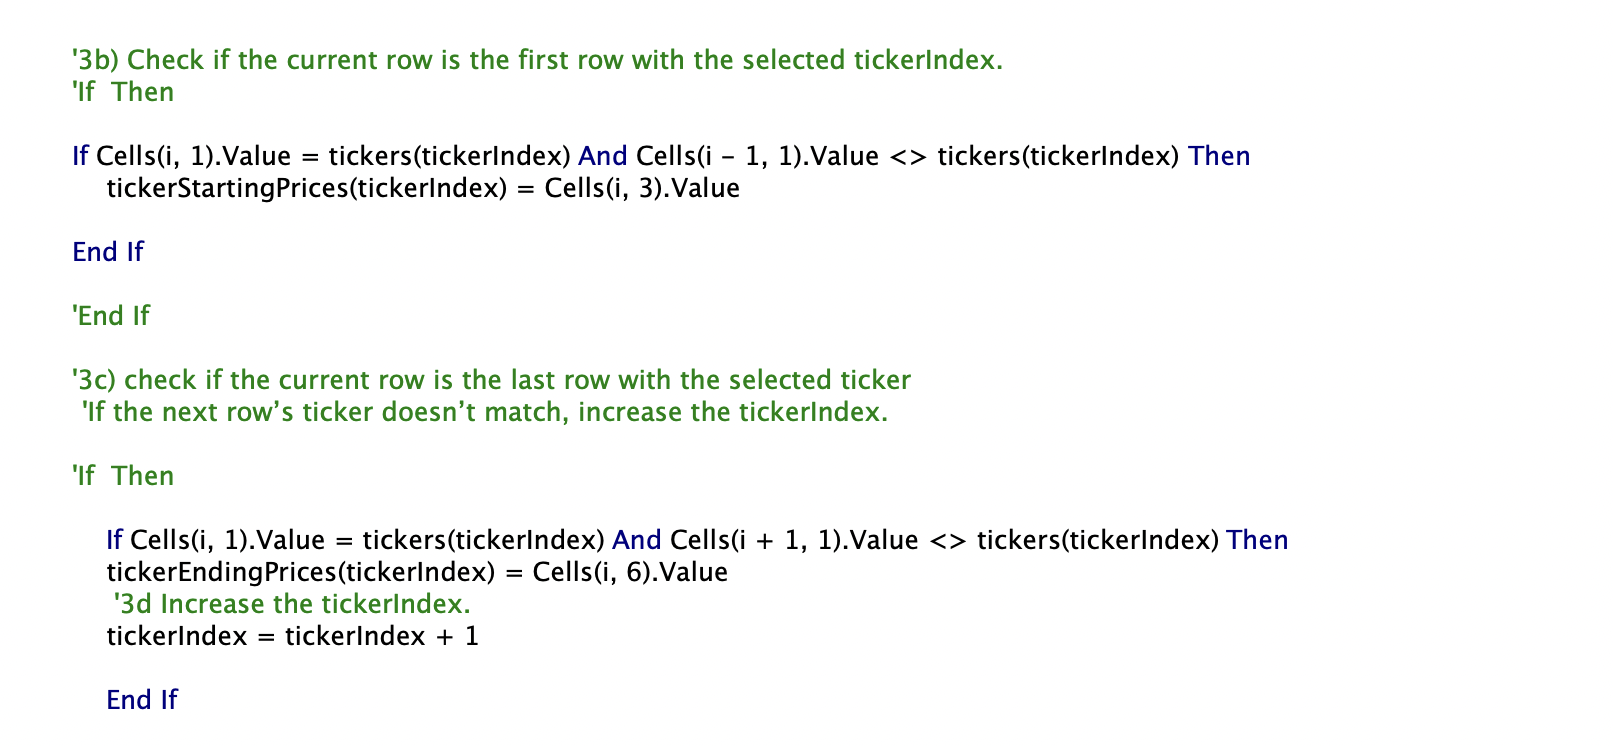 '3b) Check if the current row is the first row with the selected tickerIndex.
'If  Then
If Cells(i, 1).Value = tickers(tickerIndex) And Cells(i - 1, 1).Value <> tickers(tickerIndex) Then
tickerStartingPrices(tickerIndex) = Cells(i, 3).Value
End If
'End If
'3c) check if the current row is the last row with the selected ticker
'If the next row’s ticker doesn’t match, increase the tickerIndex.
'If  Then
If Cells(i, 1).Value = tickers(tickerIndex) And Cells(i + 1, 1).Value <> tickers(tickerIndex) Then
tickerEndingPrices(tickerIndex) = Cells(i, 6).Value
'3d Increase the tickerIndex.
tickerIndex = tickerIndex + 1
End If